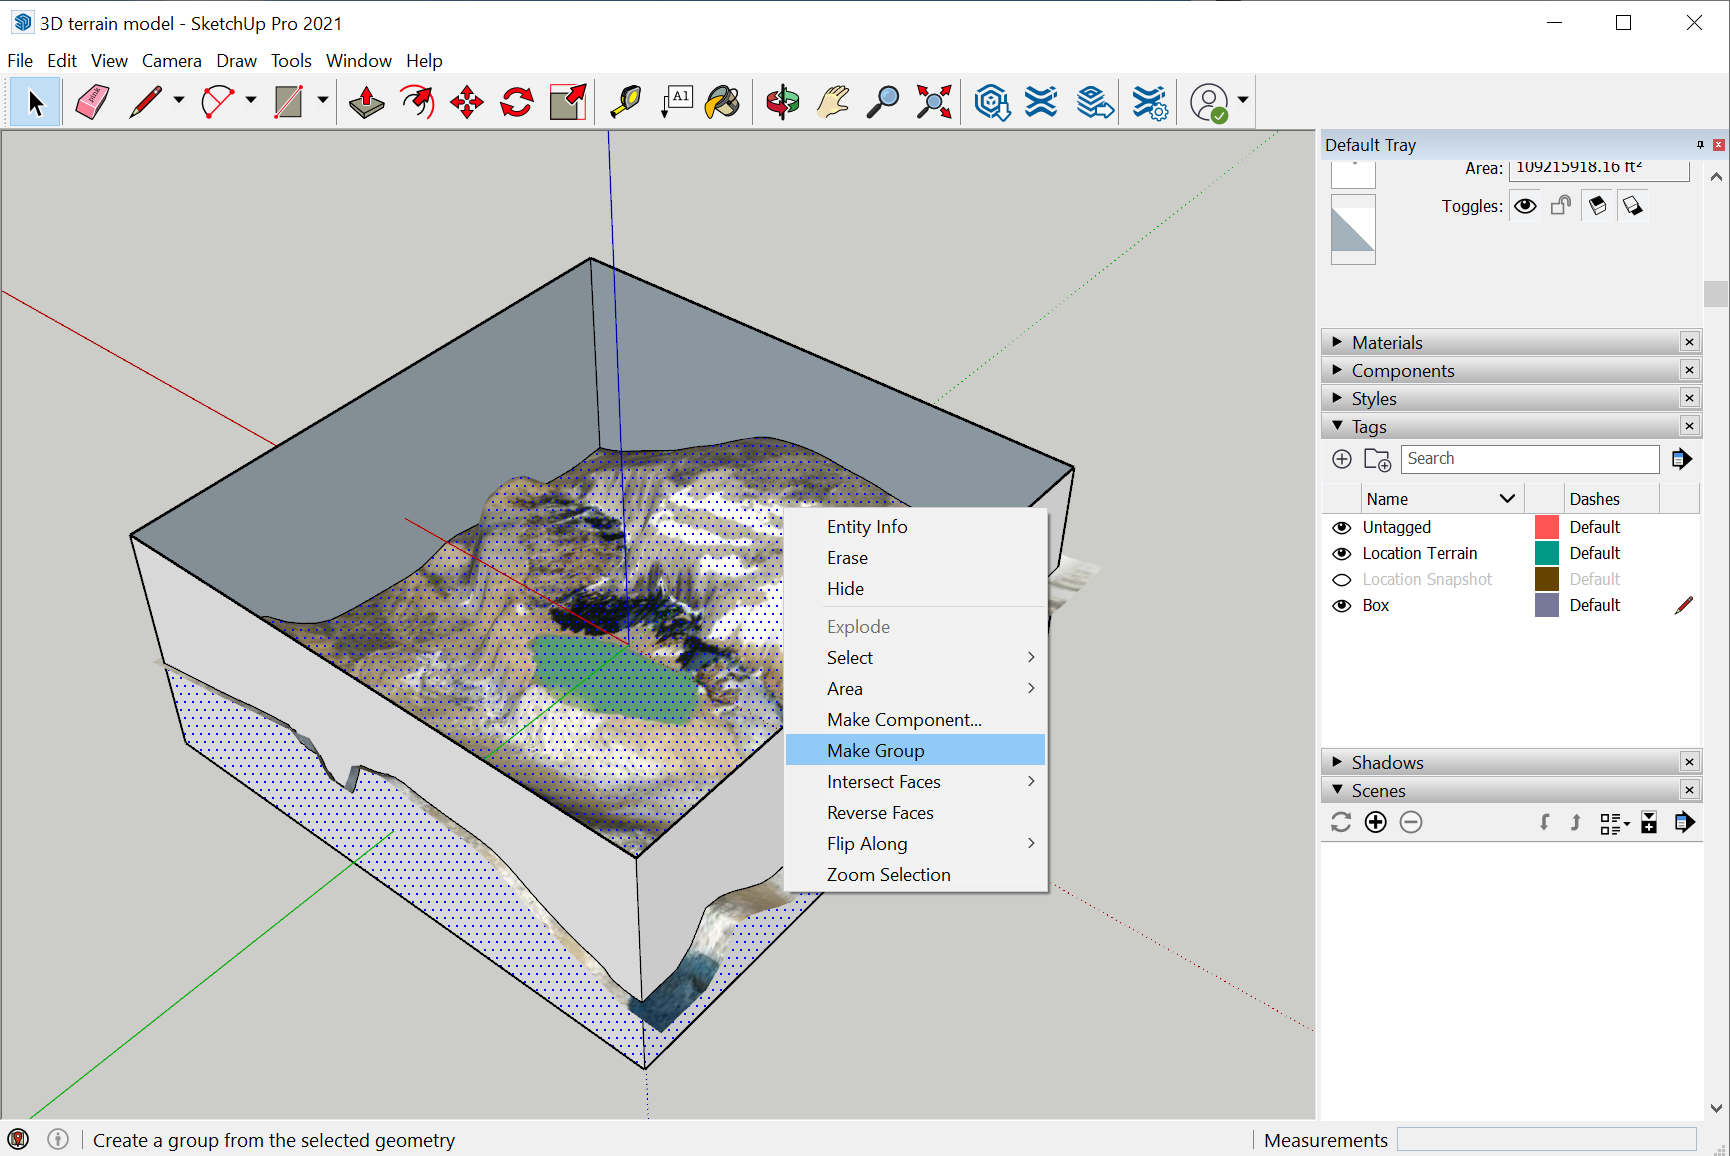 3D terrain model - SketchUp Pro 2021
File Edit View Camera Draw Tools Window Help
A1
Default Tray
Area: 109215918.16 ft²
Toggles:
Materials
Components
Styles
Tags
Search
Name Dashes
Untagged Default
Location Terrain Default
Location Snapshot Default
Box Default
Entity Info
Erase
Hide
Explode
Select
Area
Make Component...
Make Group
Intersect Faces
Reverse Faces
Flip Along
Zoom Selection
Shadows
Scenes
Create a group from the selected geometry
Measurements